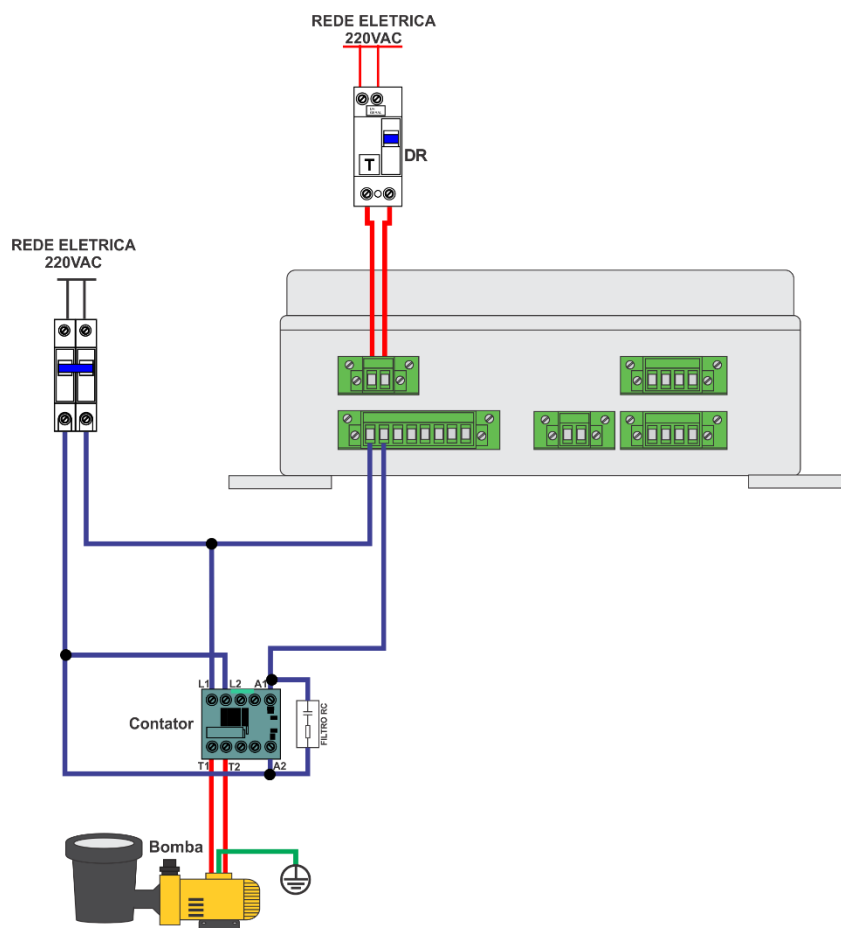 REDE ELETRICA
220VAC
T
DR
REDE ELETRICA
220VAC
L1 L2 A1
Contator
FILTRO RC
T1 T2 A2
Bomba